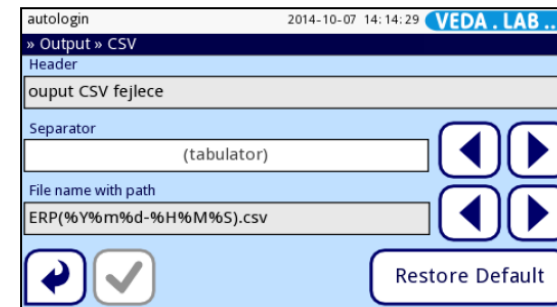 autologin 2014-10-07 14:14:29 VEDA . LAB ..
» Output » CSV
Header
ouput CSV fejlece
Separator
(tabulator)
File name with path
ERP(%Y%m%d-%H%M%S).csv
Restore Default